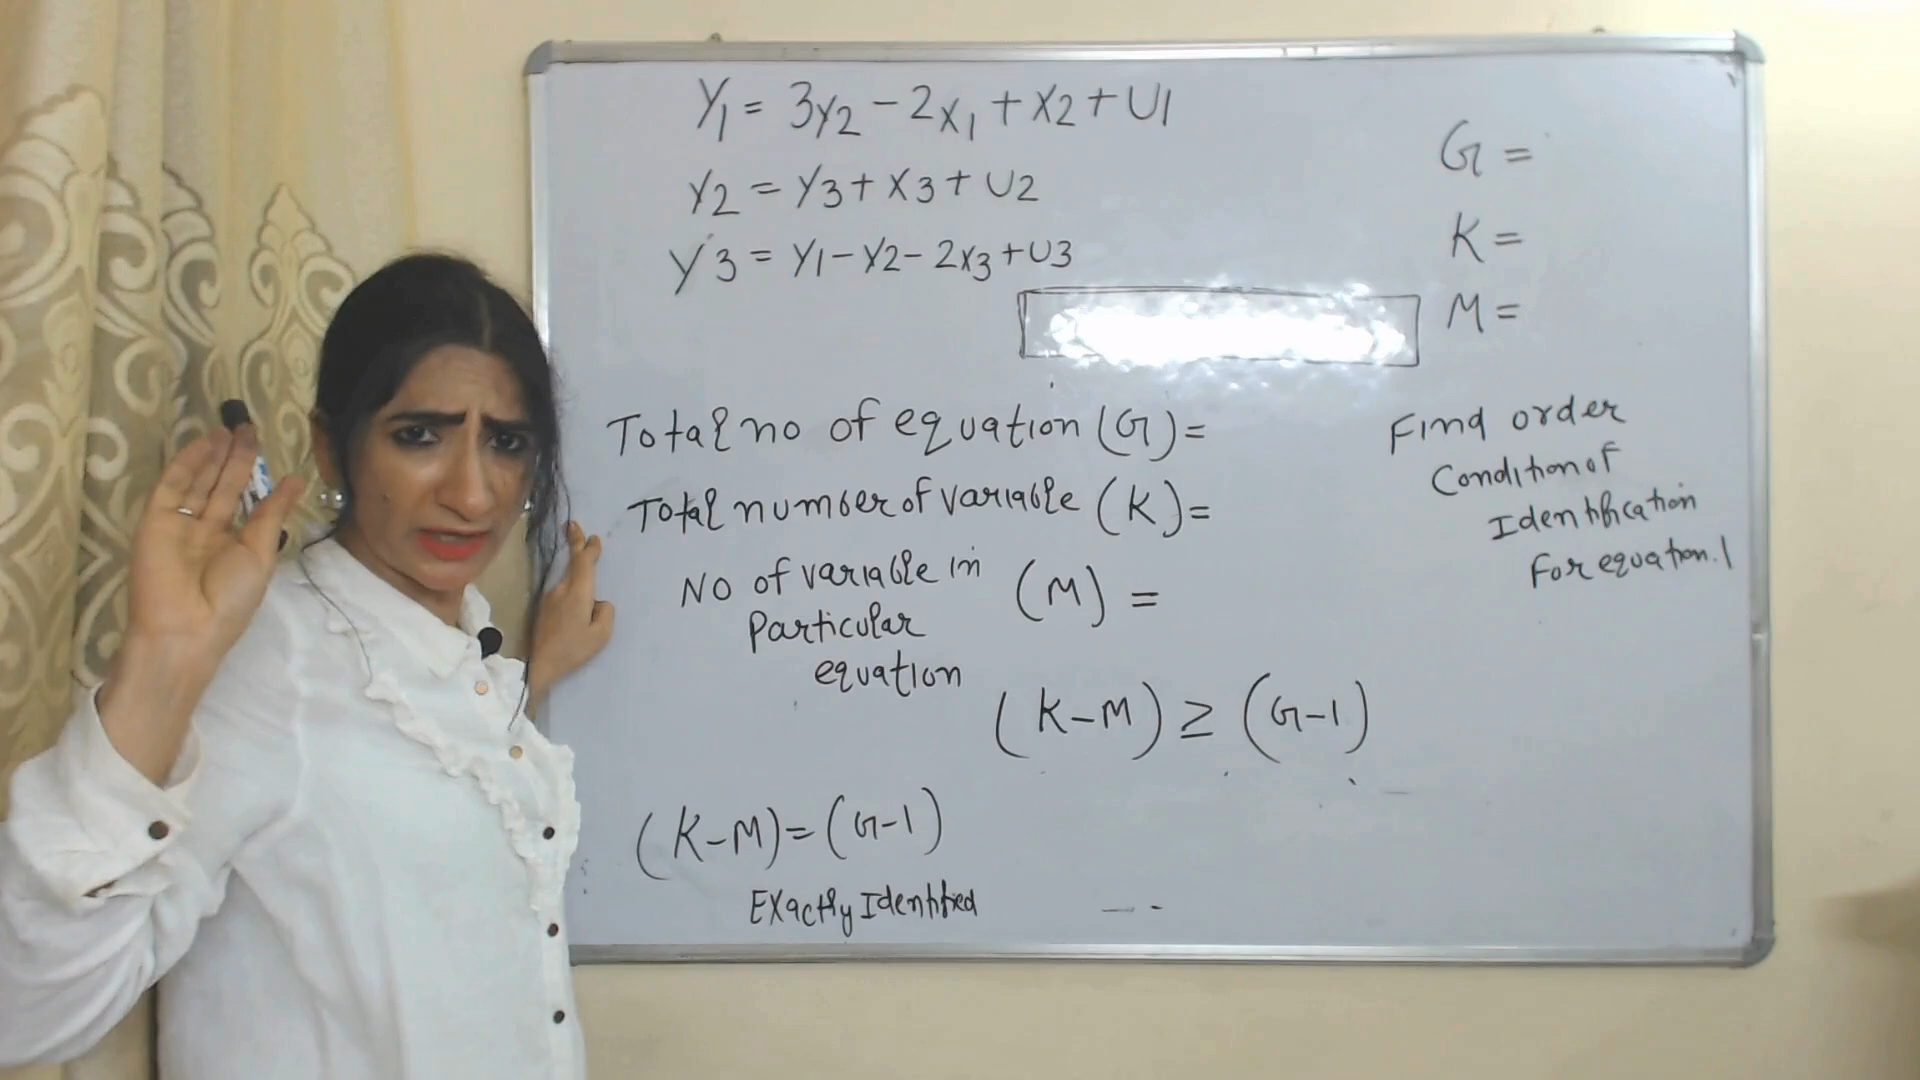 Y1 = 3Y2 - 2X1 + X2 + U1
Y2 = Y3 + X3 + U2
Y3 = Y1 - Y2 - 2X3 + U3
G =
K =
M =
Total no of equation (G) =
Total number of variable (K) =
No of variable in
Particular
equation
(M) =
Find order
Condition of
Identification
For equation.1
(K-M) ≥ (G-1)
(K-M) = (G-1)
Exactly Identified